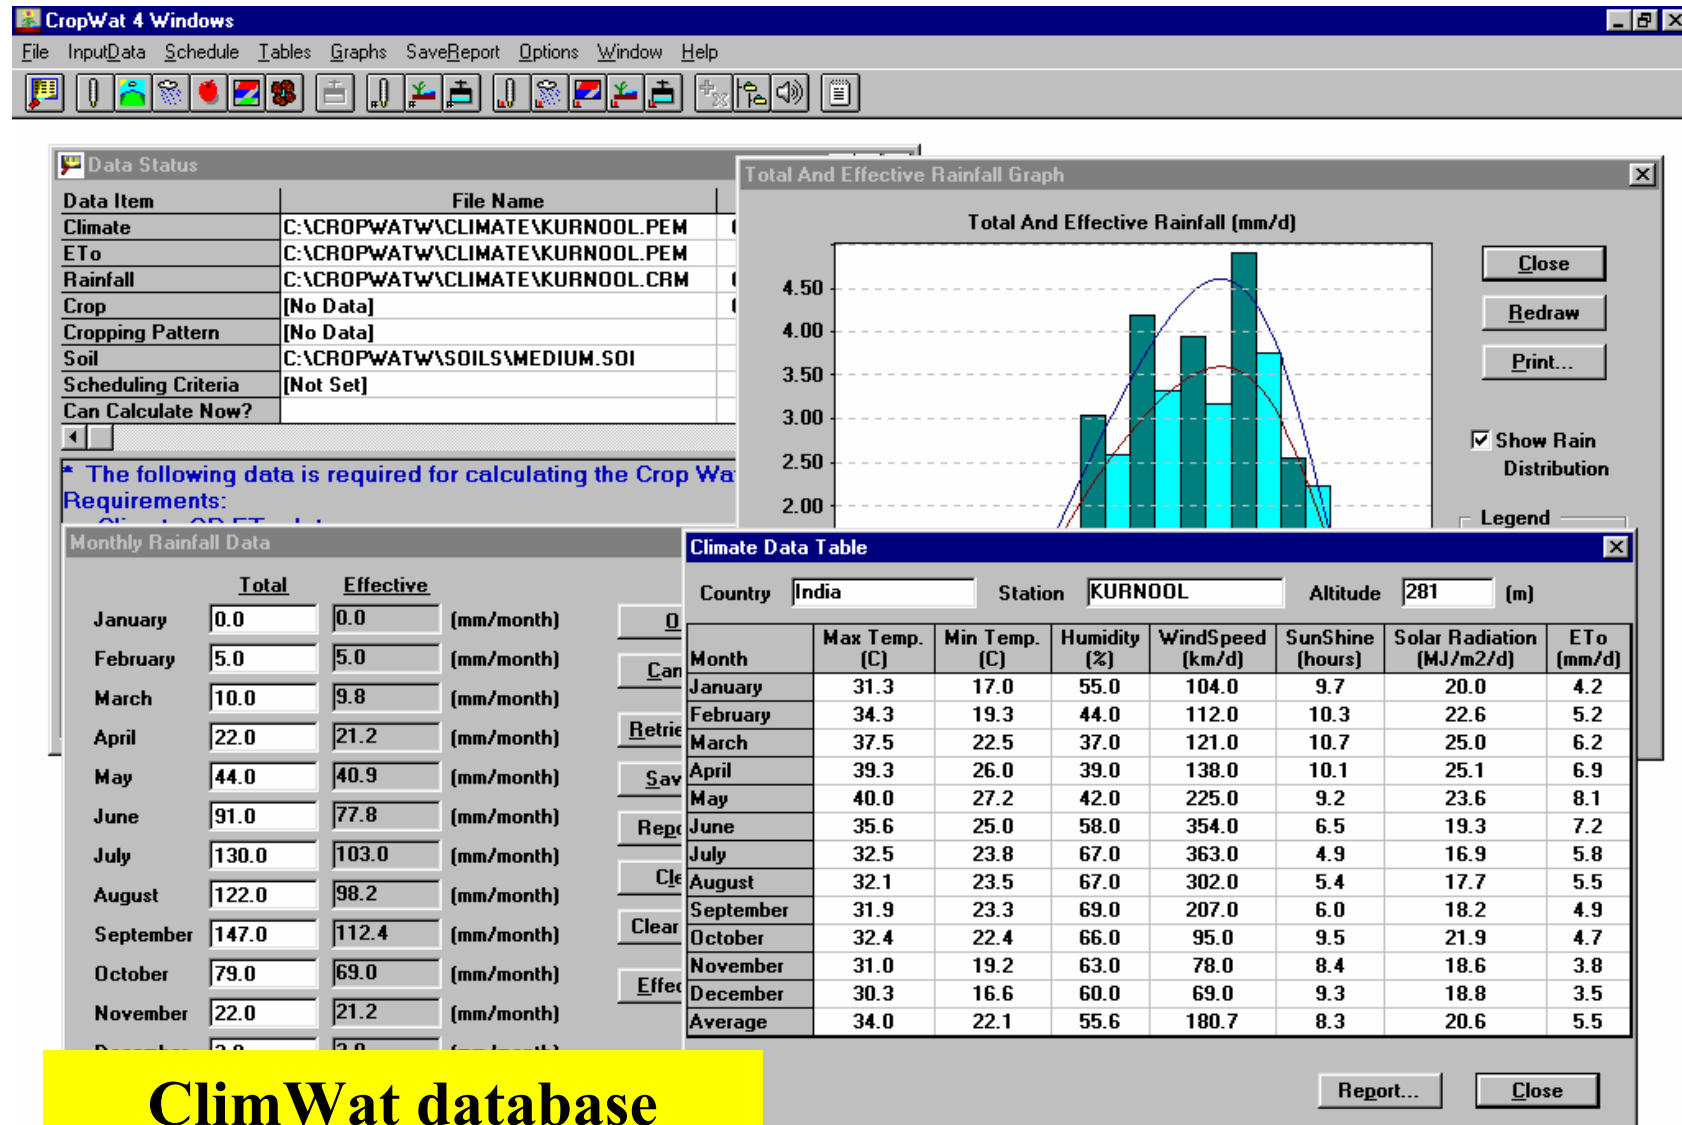 CropWat 4 Windows
File InputData Schedule Tables Graphs SaveReport Options Window Help
Data Status
Data Item File Name
Climate C:\CROPWATW\CLIMATE\KURNOOL.PEM
ETo C:\CROPWATW\CLIMATE\KURNOOL.PEM
Rainfall C:\CROPWATW\CLIMATE\KURNOOL.CRM
Crop [No Data]
Cropping Pattern [No Data]
Soil C:\CROPWATW\SOILS\MEDIUM.SOI
Scheduling Criteria [Not Set]
Can Calculate Now?
* The following data is required for calculating the Crop Wa
Requirements:
Total And Effective Rainfall Graph
Total And Effective Rainfall (mm/d)
4.50
4.00
3.50
3.00
2.50
2.00
Close
Redraw
Print...
Show Rain
Distribution
Legend
Monthly Rainfall Data
Total Effective
January 0.0 0.0 (mm/month)
February 5.0 5.0 (mm/month)
March 10.0 9.8 (mm/month)
April 22.0 21.2 (mm/month)
May 44.0 40.9 (mm/month)
June 91.0 77.8 (mm/month)
July 130.0 103.0 (mm/month)
August 122.0 98.2 (mm/month)
September 147.0 112.4 (mm/month)
October 79.0 69.0 (mm/month)
November 22.0 21.2 (mm/month)
O
Can
Retrie
Sav
Repo
Cle
Clear
Effec
Climate Data Table
Country India Station KURNOOL Altitude 281 (m)
Month Max Temp. (C) Min Temp. (C) Humidity (%) WindSpeed (km/d) SunShine (hours) Solar Radiation (MJ/m2/d) ETo (mm/d)
January 31.3 17.0 55.0 104.0 9.7 20.0 4.2
February 34.3 19.3 44.0 112.0 10.3 22.6 5.2
March 37.5 22.5 37.0 121.0 10.7 25.0 6.2
April 39.3 26.0 39.0 138.0 10.1 25.1 6.9
May 40.0 27.2 42.0 225.0 9.2 23.6 8.1
June 35.6 25.0 58.0 354.0 6.5 19.3 7.2
July 32.5 23.8 67.0 363.0 4.9 16.9 5.8
August 32.1 23.5 67.0 302.0 5.4 17.7 5.5
September 31.9 23.3 69.0 207.0 6.0 18.2 4.9
October 32.4 22.4 66.0 95.0 9.5 21.9 4.7
November 31.0 19.2 63.0 78.0 8.4 18.6 3.8
December 30.3 16.6 60.0 69.0 9.3 18.8 3.5
Average 34.0 22.1 55.6 180.7 8.3 20.6 5.5
Report... Close
ClimWat database